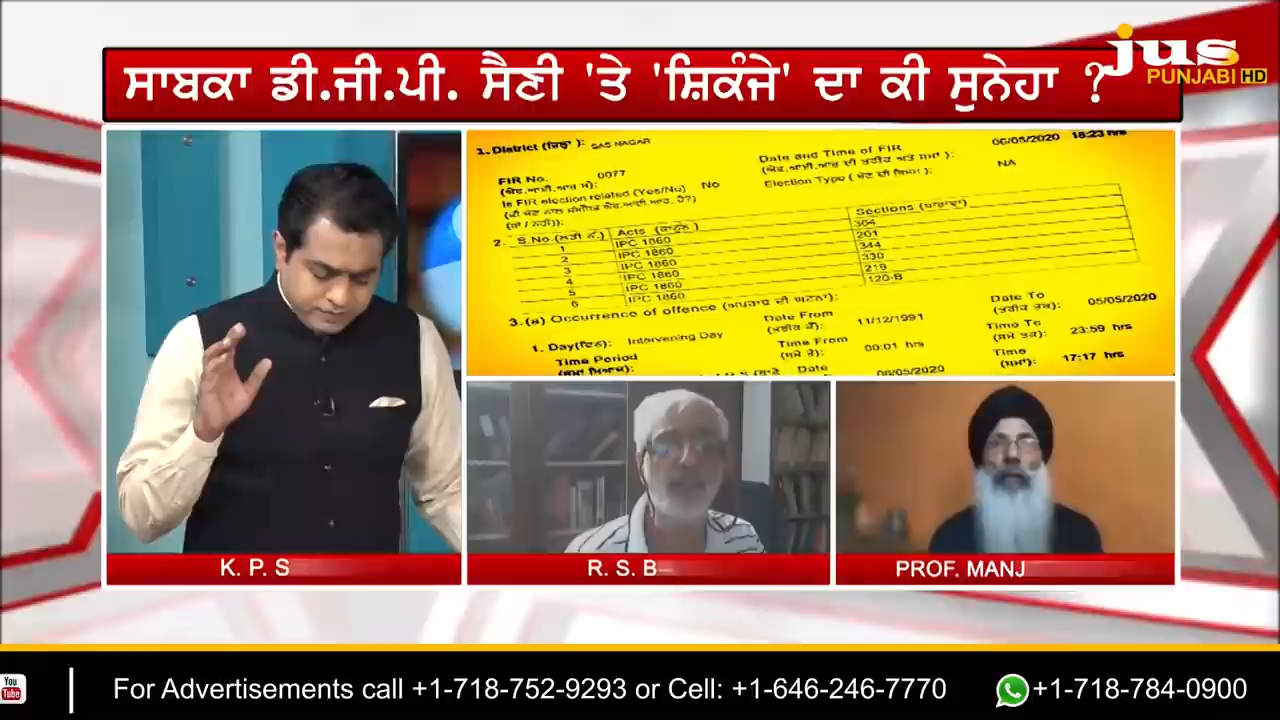 jus
PUNJABI HD
ਸਾਬਕਾ ਡੀ.ਜੀ.ਪੀ. ਸੈਣੀ 'ਤੇ 'ਸ਼ਿਕੰਜੇ' ਦਾ ਕੀ ਸੁਨੇਹਾ ?
1. District (ਜ਼ਿਲ੍ਹਾ): SAS NAGAR
FIR No. 0077
Date and Time of FIR 06/05/2020 18:23 hrs
Is FIR election related (Yes/No) No
Election Type NA
2. S.No. Acts Sections
1 IPC 1860 364
2 IPC 1860 201
3 IPC 1860 344
4 IPC 1860 330
5 IPC 1860 219
6 IPC 1860 120-B
3. (a) Occurrence of offence
1. Day(ਦਿਨ): Intervening Day
Date From 11/12/1991
Date To 05/05/2020
Time Period
Time From 00:01 hrs
Time To 23:59 hrs
Date 06/05/2020
Time 17:17 hrs
K. P. S
R. S. B
PROF. MANJ
You Tube
For Advertisements call +1-718-752-9293 or Cell: +1-646-246-7770
+1-718-784-0900